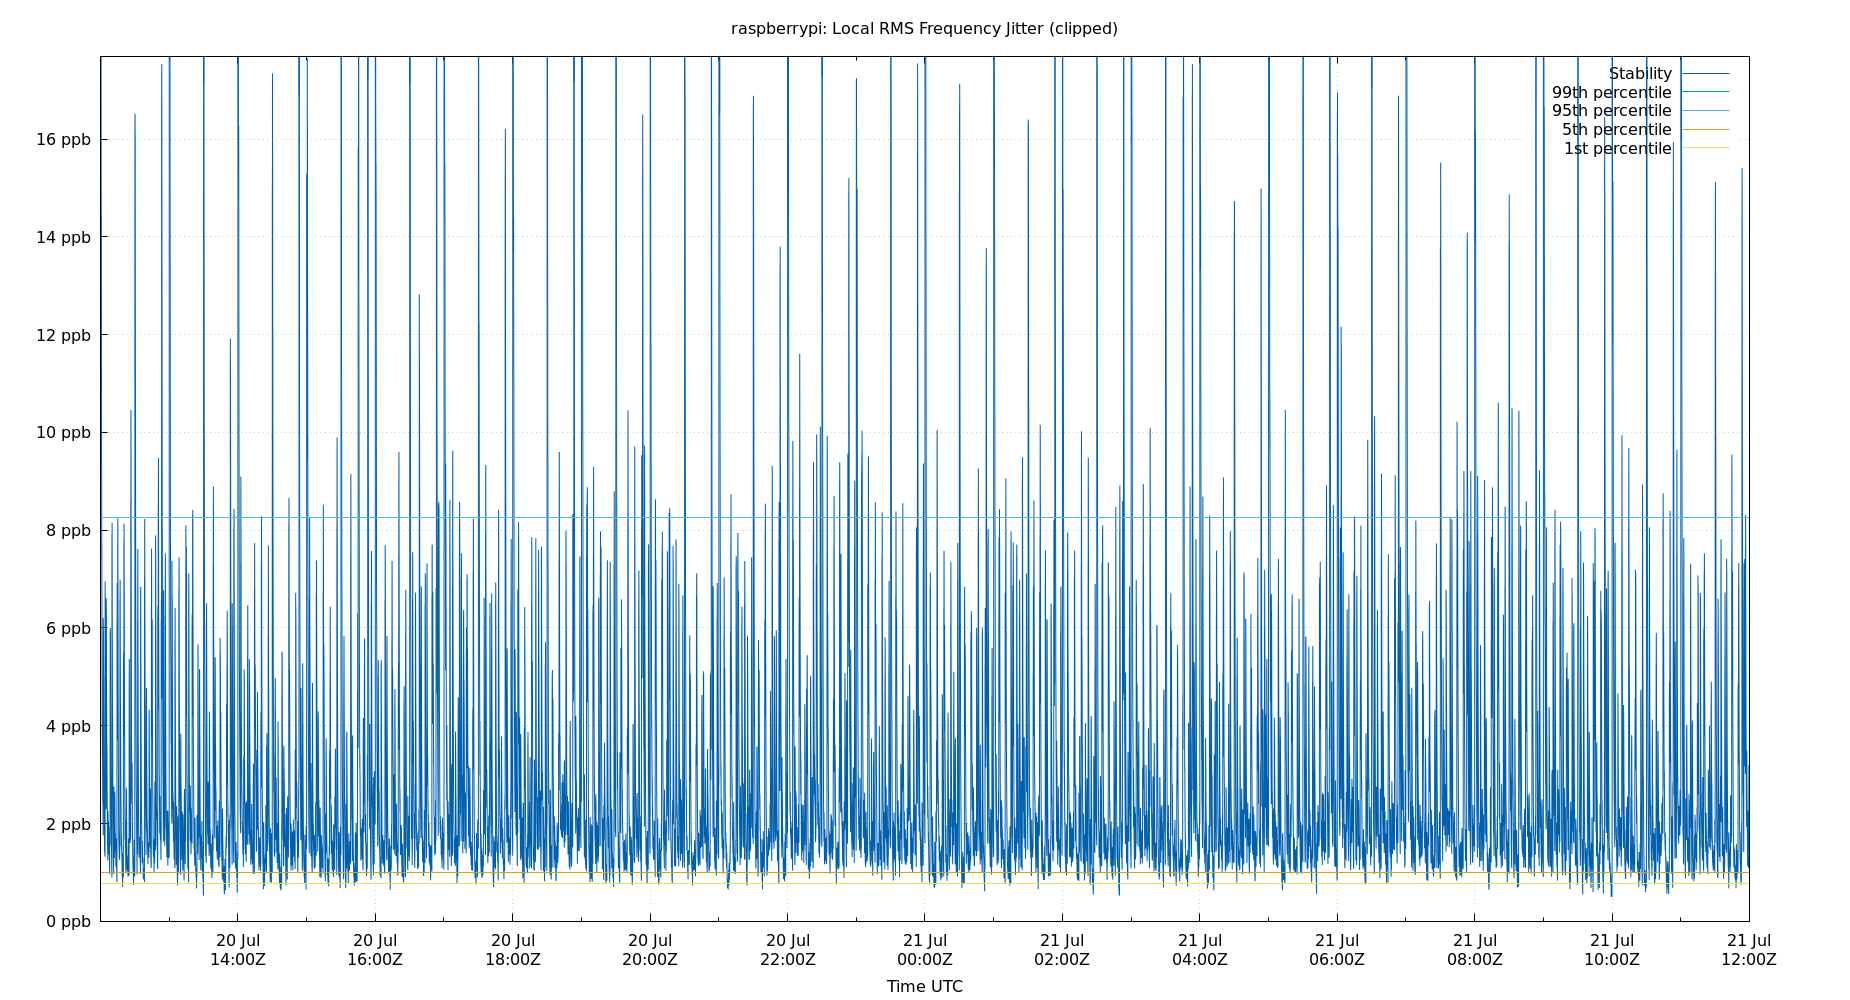 raspberrypi: Local RMS Frequency Jitter (clipped)
Stability
99th percentile
95th percentile
5th percentile
1st percentile
16 ppb
14 ppb
12 ppb
10 ppb
8 ppb
6 ppb
4 ppb
2 ppb
0 ppb
20 Jul 20 Jul 20 Jul 20 Jul 20 Jul 21 Jul 21 Jul 21 Jul 21 Jul 21 Jul 21 Jul 21 Jul
14:00Z 16:00Z 18:00Z 20:00Z 22:00Z 00:00Z 02:00Z 04:00Z 06:00Z 08:00Z 10:00Z 12:00Z
Time UTC